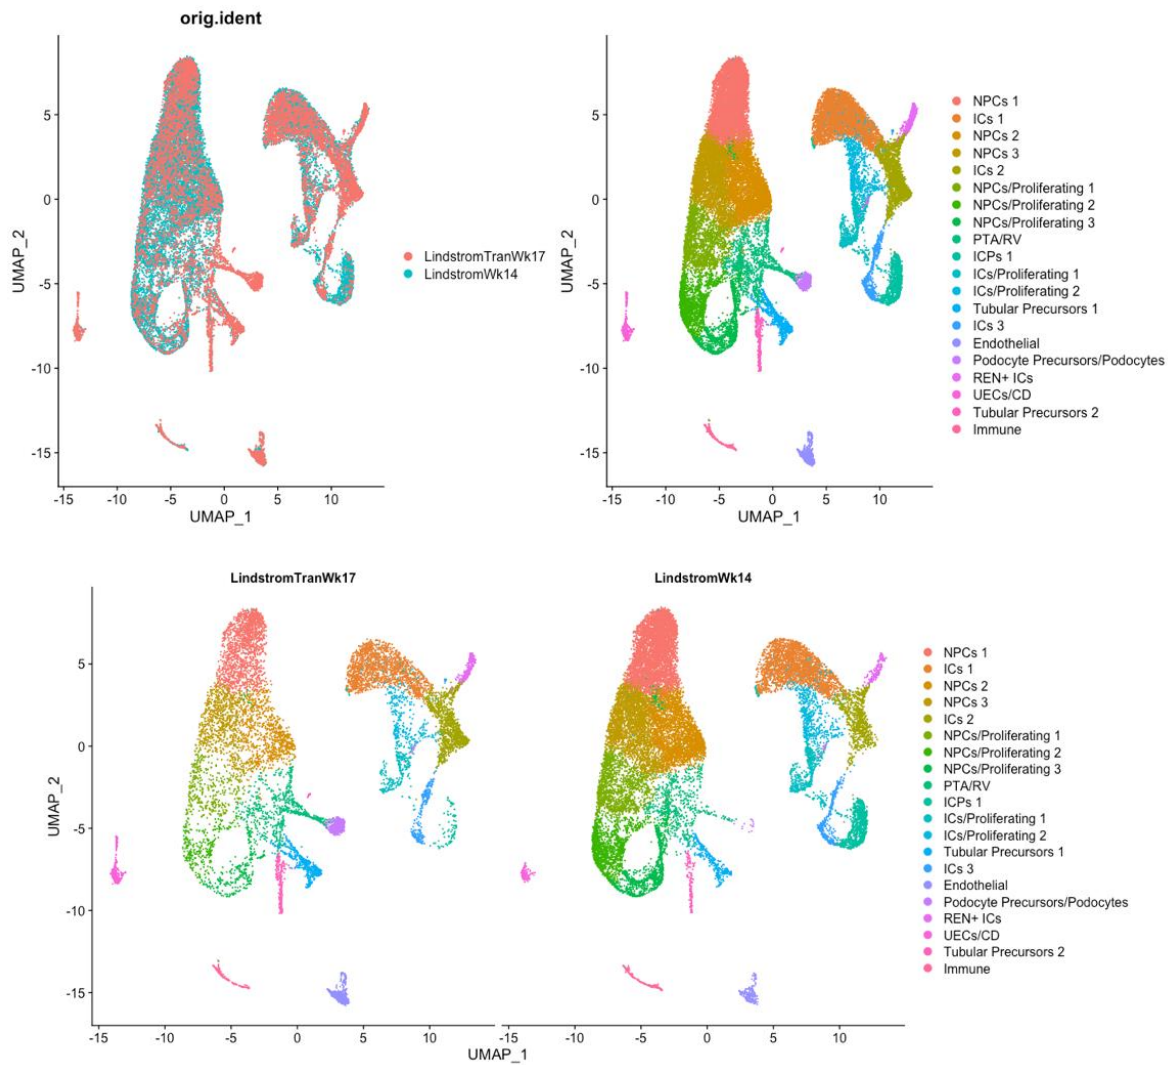 orig.ident
UMAP_2
5
0
-5
-10
-15
-15
-10
-5
0
5
10
UMAP_1
LindstromTranWk17
LindstromWk14
UMAP_2
5
0
-5
-10
-15
-15
-10
-5
0
5
10
UMAP_1
NPCs 1
ICs 1
NPCs 2
NPCs 3
ICs 2
NPCs/Proliferating 1
NPCs/Proliferating 2
NPCs/Proliferating 3
PTA/RV
ICPs 1
ICs/Proliferating 1
ICs/Proliferating 2
Tubular Precursors 1
ICs 3
Endothelial
Podocyte Precursors/Podocytes
REN+ ICs
UECs/CD
Tubular Precursors 2
Immune
LindstromTranWk17
LindstromWk14
UMAP_2
5
0
-5
-10
-15
-15
-10
-5
0
5
10
-15
-10
-5
0
5
10
UMAP_1
NPCs 1
ICs 1
NPCs 2
NPCs 3
ICs 2
NPCs/Proliferating 1
NPCs/Proliferating 2
NPCs/Proliferating 3
PTA/RV
ICPs 1
ICs/Proliferating 1
ICs/Proliferating 2
Tubular Precursors 1
ICs 3
Endothelial
Podocyte Precursors/Podocytes
REN+ ICs
UECs/CD
Tubular Precursors 2
Immune